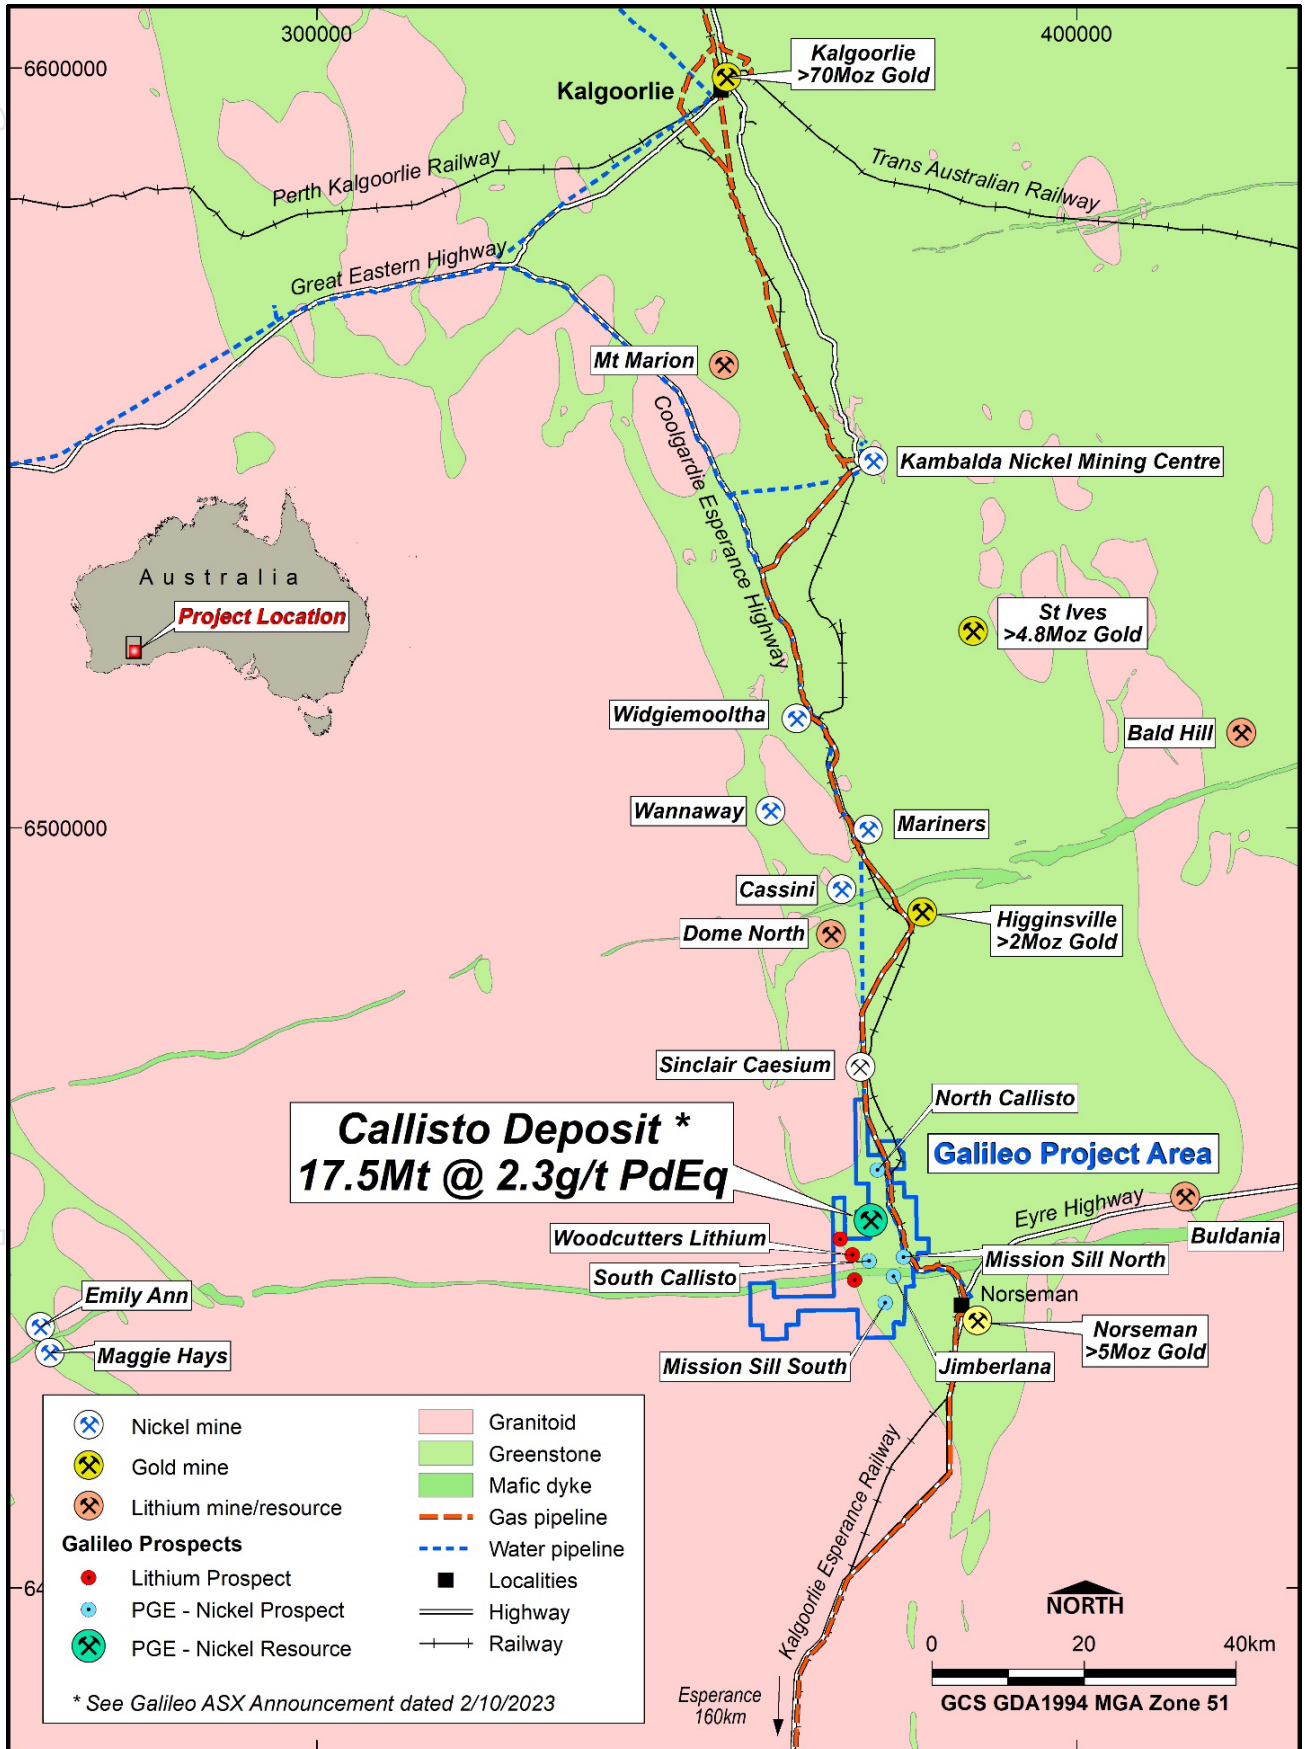 300000
400000
6600000
Kalgoorlie
>70Moz Gold
Kalgoorlie
Perth Kalgoorlie Railway
Trans Australian Railway
Great Eastern Highway
Mt Marion
Coolgardie Esperance Highway
Kambalda Nickel Mining Centre
Australia
Project Location
St Ives
>4.8Moz Gold
Widgiemooltha
Bald Hill
Wannaway
Mariners
6500000
Cassini
Dome North
Higginsville
>2Moz Gold
Sinclair Caesium
North Callisto
Callisto Deposit *
17.5Mt @ 2.3g/t PdEq
Galileo Project Area
Eyre Highway
Woodcutters Lithium
Buldania
South Callisto
Mission Sill North
Emily Ann
Norseman
Maggie Hays
Norseman
>5Moz Gold
Mission Sill South
Jimberlana
Nickel mine
Gold mine
Lithium mine/resource
Galileo Prospects
Lithium Prospect
PGE - Nickel Prospect
PGE - Nickel Resource
Granitoid
Greenstone
Mafic dyke
Gas pipeline
Water pipeline
Localities
Highway
Railway
* See Galileo ASX Announcement dated 2/10/2023
Kalgoorlie Esperance Railway
Esperance
160km
NORTH
0 20 40km
GCS GDA1994 MGA Zone 51